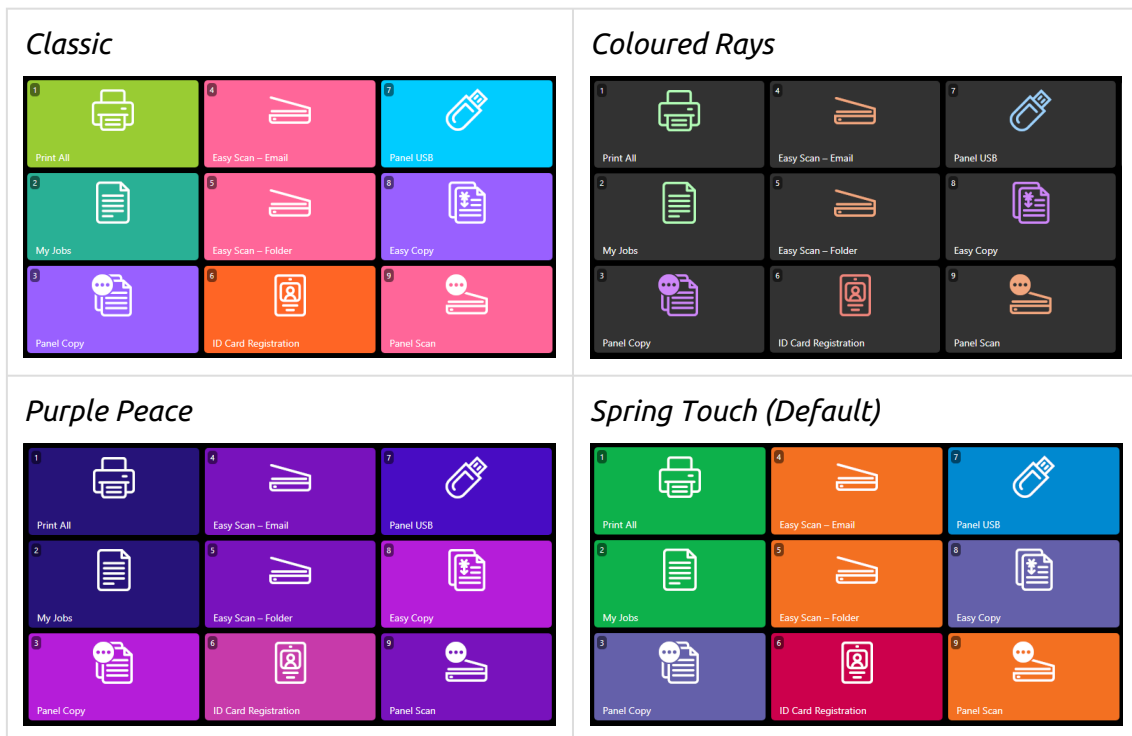 Classic
1
4
7
Print All
Easy Scan – Email
Panel USB
2
5
8
My Jobs
Easy Scan – Folder
Easy Copy
3
6
9
Panel Copy
ID Card Registration
Panel Scan
Coloured Rays
1
4
7
Print All
Easy Scan – Email
Panel USB
2
5
8
My Jobs
Easy Scan – Folder
Easy Copy
3
6
9
Panel Copy
ID Card Registration
Panel Scan
Purple Peace
1
4
7
Print All
Easy Scan – Email
Panel USB
2
5
8
My Jobs
Easy Scan – Folder
Easy Copy
3
6
9
Panel Copy
ID Card Registration
Panel Scan
Spring Touch (Default)
1
4
7
Print All
Easy Scan – Email
Panel USB
2
5
8
My Jobs
Easy Scan – Folder
Easy Copy
3
6
9
Panel Copy
ID Card Registration
Panel Scan